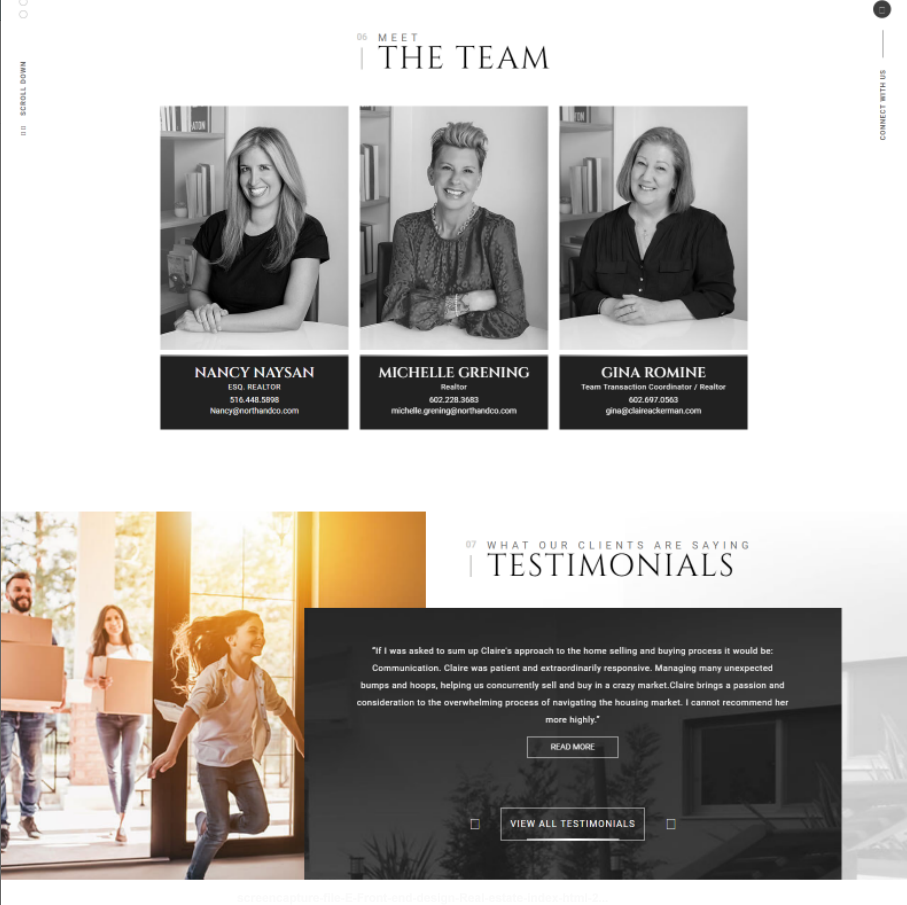 SCROLL DOWN
CONNECT WITH US
06 MEET
THE TEAM
NANCY NAYSAN
ESQ. REALTOR
516.448.5898
Nancy@northandco.com
MICHELLE GRENING
Realtor
602.228.3683
michelle.grening@northandco.com
GINA ROMINE
Team Transaction Coordinator / Realtor
602.697.0563
gina@claireackerman.com
07 WHAT OUR CLIENTS ARE SAYING
TESTIMONIALS
"If I was asked to sum up Claire's approach to the home selling and buying process it would be:
Communication. Claire was patient and extraordinarily responsive. Managing many unexpected
bumps and hoops, helping us concurrently sell and buy in a crazy market.Claire brings a passion and
consideration to the overwhelming process of navigating the housing market. I cannot recommend her
more highly."
READ MORE
VIEW ALL TESTIMONIALS